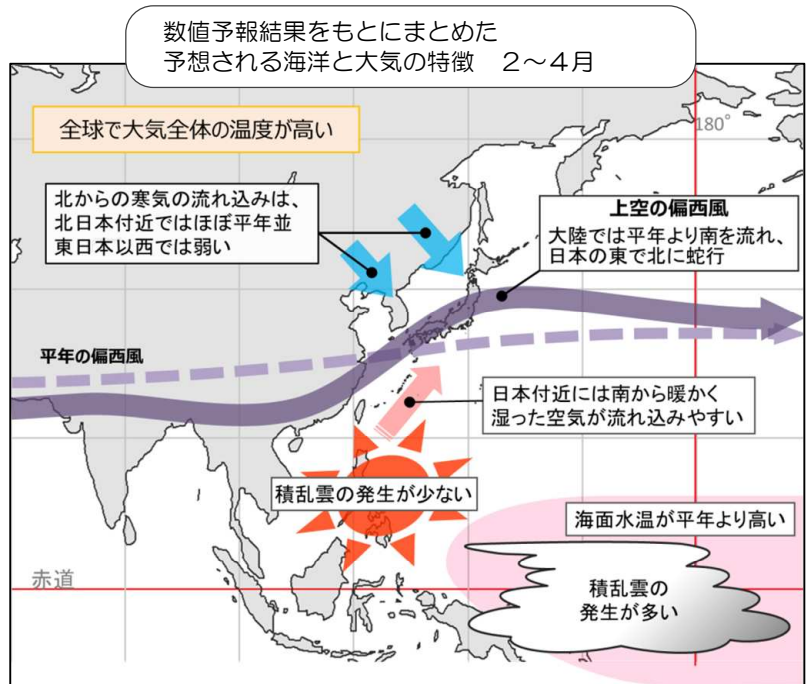 数値予報結果をもとにまとめた
予想される海洋と大気の特徴　２～４月
全球で大気全体の温度が高い
180°
北からの寒気の流れ込みは、
北日本付近ではほぼ平年並
東日本以西では弱い
上空の偏西風
大陸では平年より南を流れ、
日本の東で北に蛇行
平年の偏西風
日本付近には南から暖かく
湿った空気が流れ込みやすい
積乱雲の発生が少ない
海面水温が平年より高い
赤道
積乱雲の
発生が多い